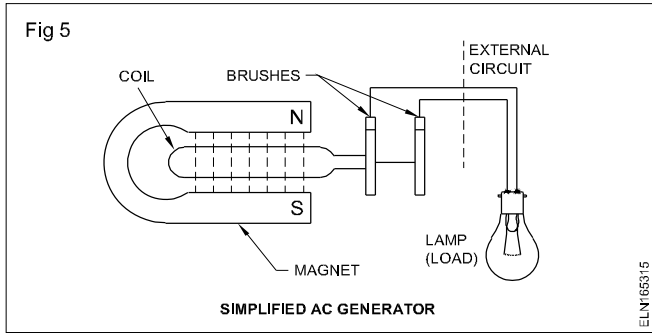 Fig 5
EXTERNAL
CIRCUIT
COIL
BRUSHES
N
S
LAMP
(LOAD)
MAGNET
SIMPLIFIED AC GENERATOR
ELN165315